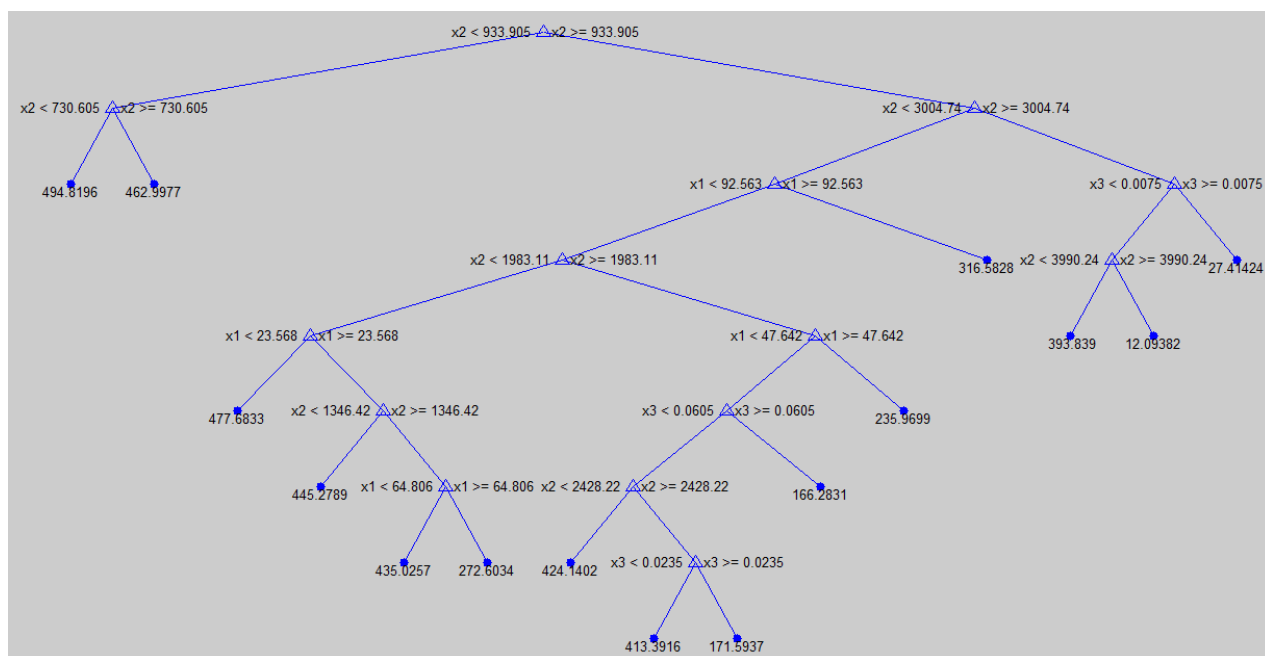 x2 < 933.905 x2 >= 933.905
x2 < 730.605 x2 >= 730.605 x2 < 3004.74 x2 >= 3004.74
494.8196 462.9977 x1 < 92.563 x1 >= 92.563 x3 < 0.0075 x3 >= 0.0075
x2 < 1983.11 x2 >= 1983.11 316.5828 x2 < 3990.24 x2 >= 3990.24 27.41424
x1 < 23.568 x1 >= 23.568 x1 < 47.642 x1 >= 47.642 393.839 12.09382
477.6833 x2 < 1346.42 x2 >= 1346.42 x3 < 0.0605 x3 >= 0.0605 235.9699
445.2789 x1 < 64.806 x1 >= 64.806 x2 < 2428.22 x2 >= 2428.22 166.2831
435.0257 272.6034 424.1402 x3 < 0.0235 x3 >= 0.0235
413.3916 171.5937